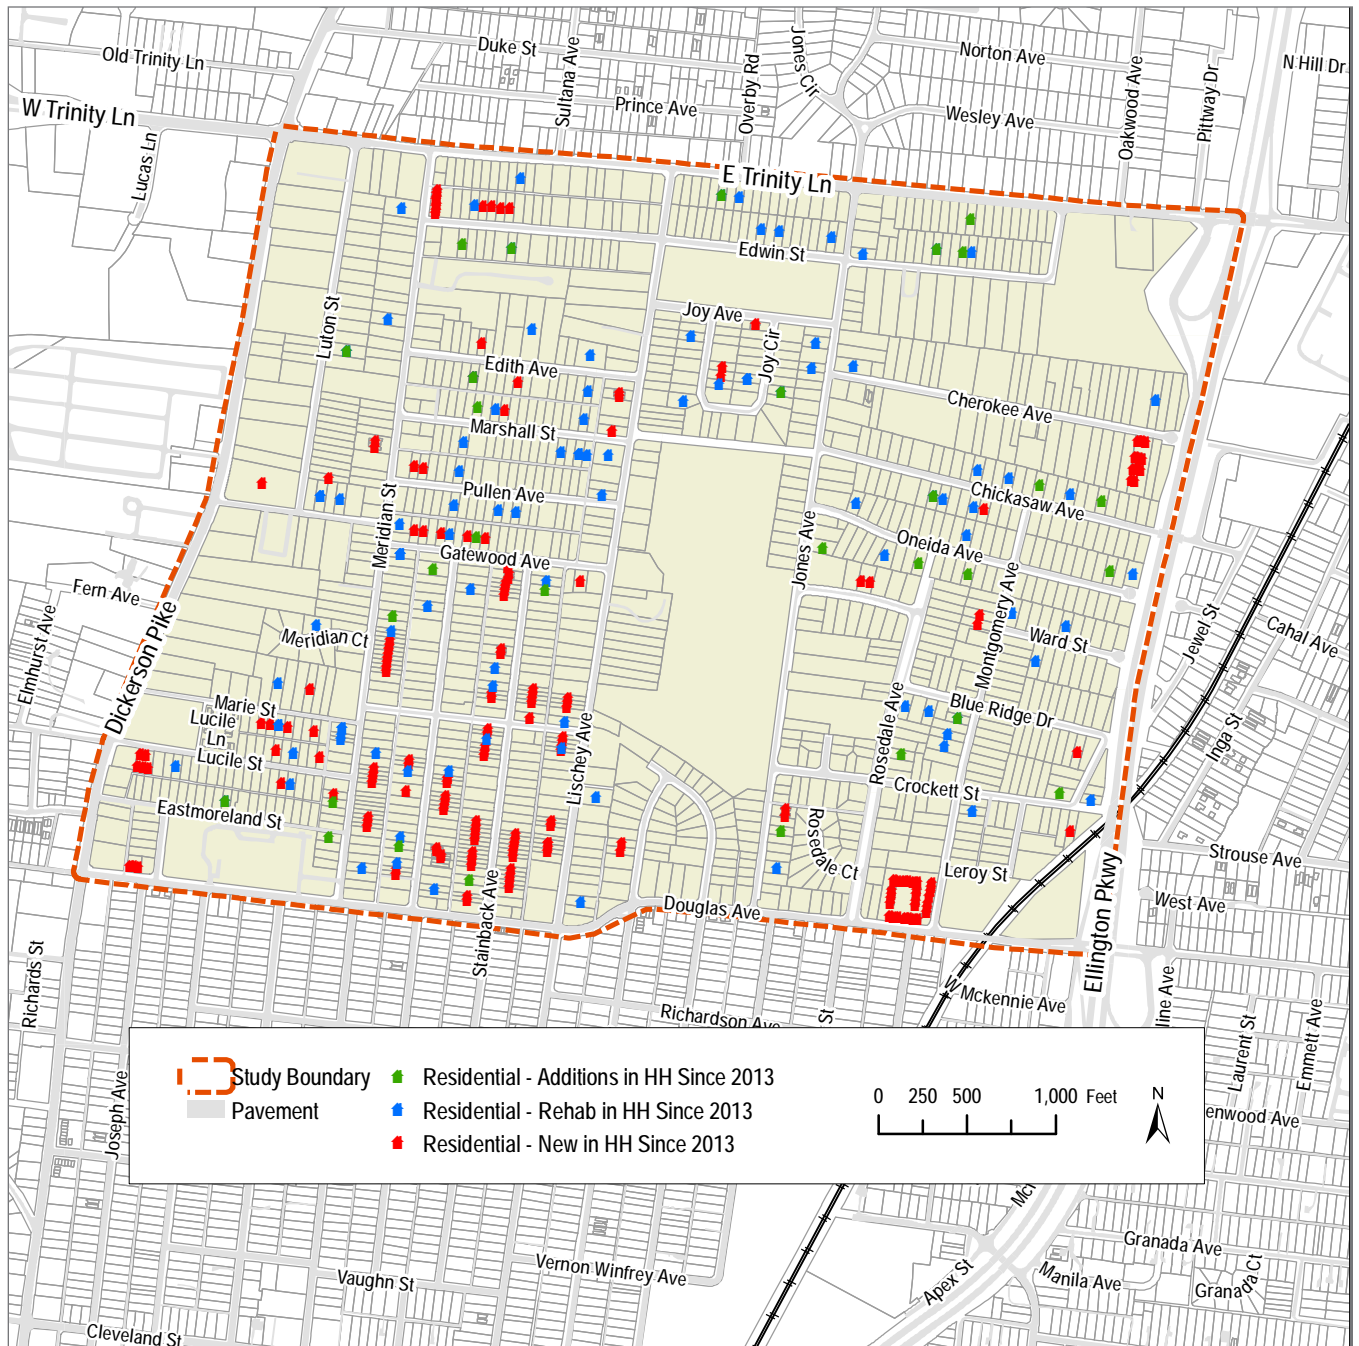 Old Trinity Ln
Duke St
Sultana Ave
Jones Cir
Norton Ave
Oakwood Ave
Pittway Dr
N Hill Dr
W Trinity Ln
Lucas Ln
Prince Ave
Overby Rd
Wesley Ave
E Trinity Ln
Edwin St
Luton St
Joy Ave
Joy Cir
Edith Ave
Cherokee Ave
Marshall St
Pullen Ave
Meridian St
Chickasaw Ave
Jones Ave
Oneida Ave
Gatewood Ave
Fern Ave
Elmhurst Ave
Dickerson Pike
Meridian Ct
Montgomery Ave
Ward St
Jewel St
Cahal Ave
Marie St
Lucile
Ln
Lucile St
Lischey Ave
Rosedale Ave
Blue Ridge Dr
Inga St
Crockett St
Eastmoreland St
Rosedale Ct
Leroy St
Strouse Ave
Stainback Ave
Douglas Ave
Ellington Pkwy
West Ave
Richards St
W Mckennie Ave
Richardson Ave
St
line Ave
Laurent St
Emmett Ave
Joseph Ave
Study Boundary
Pavement
Residential - Additions in HH Since 2013
Residential - Rehab in HH Since 2013
Residential - New in HH Since 2013
0 250 500 1,000 Feet
N
enwood Ave
Mc
Granada Ave
Vaughn St
Vernon Winfrey Ave
Apex St
Manila Ave
Granada Ct
Cleveland St